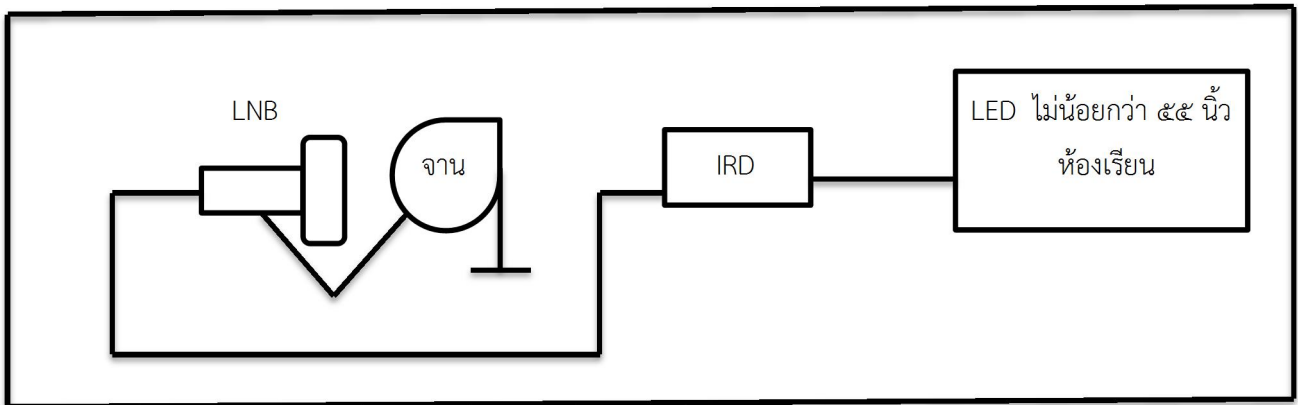 LNB
จาน
IRD
LED ไม่น้อยกว่า ๕๕ นิ้ว
ห้องเรียน